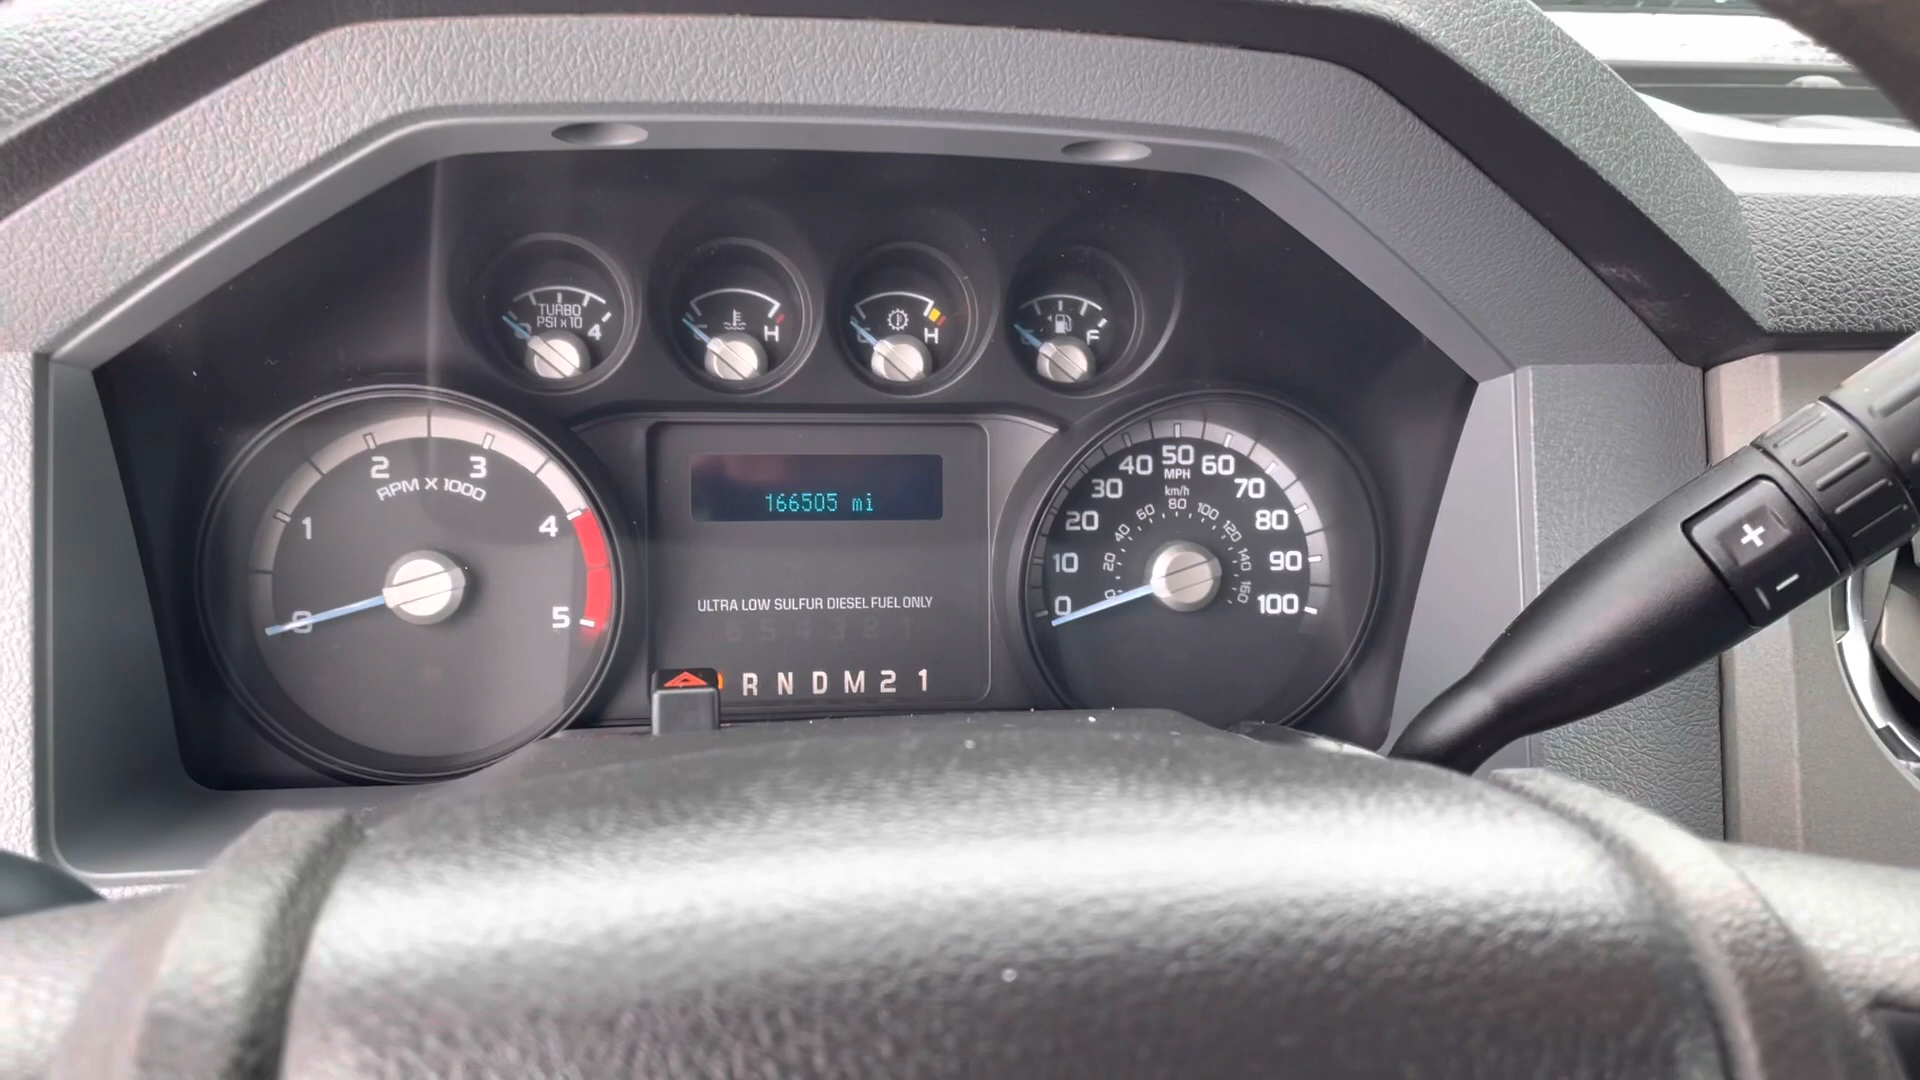 TURBO
PSI x 10
4
H
H
F
1 2 3 4 5
RPM X 1000
166505 mi
ULTRA LOW SULFUR DIESEL FUEL ONLY
R N D M 2 1
0 10 20 30 40 50 60 70 80 90 100
MPH
km/h
20 40 60 80 100 120 140 160
+
-